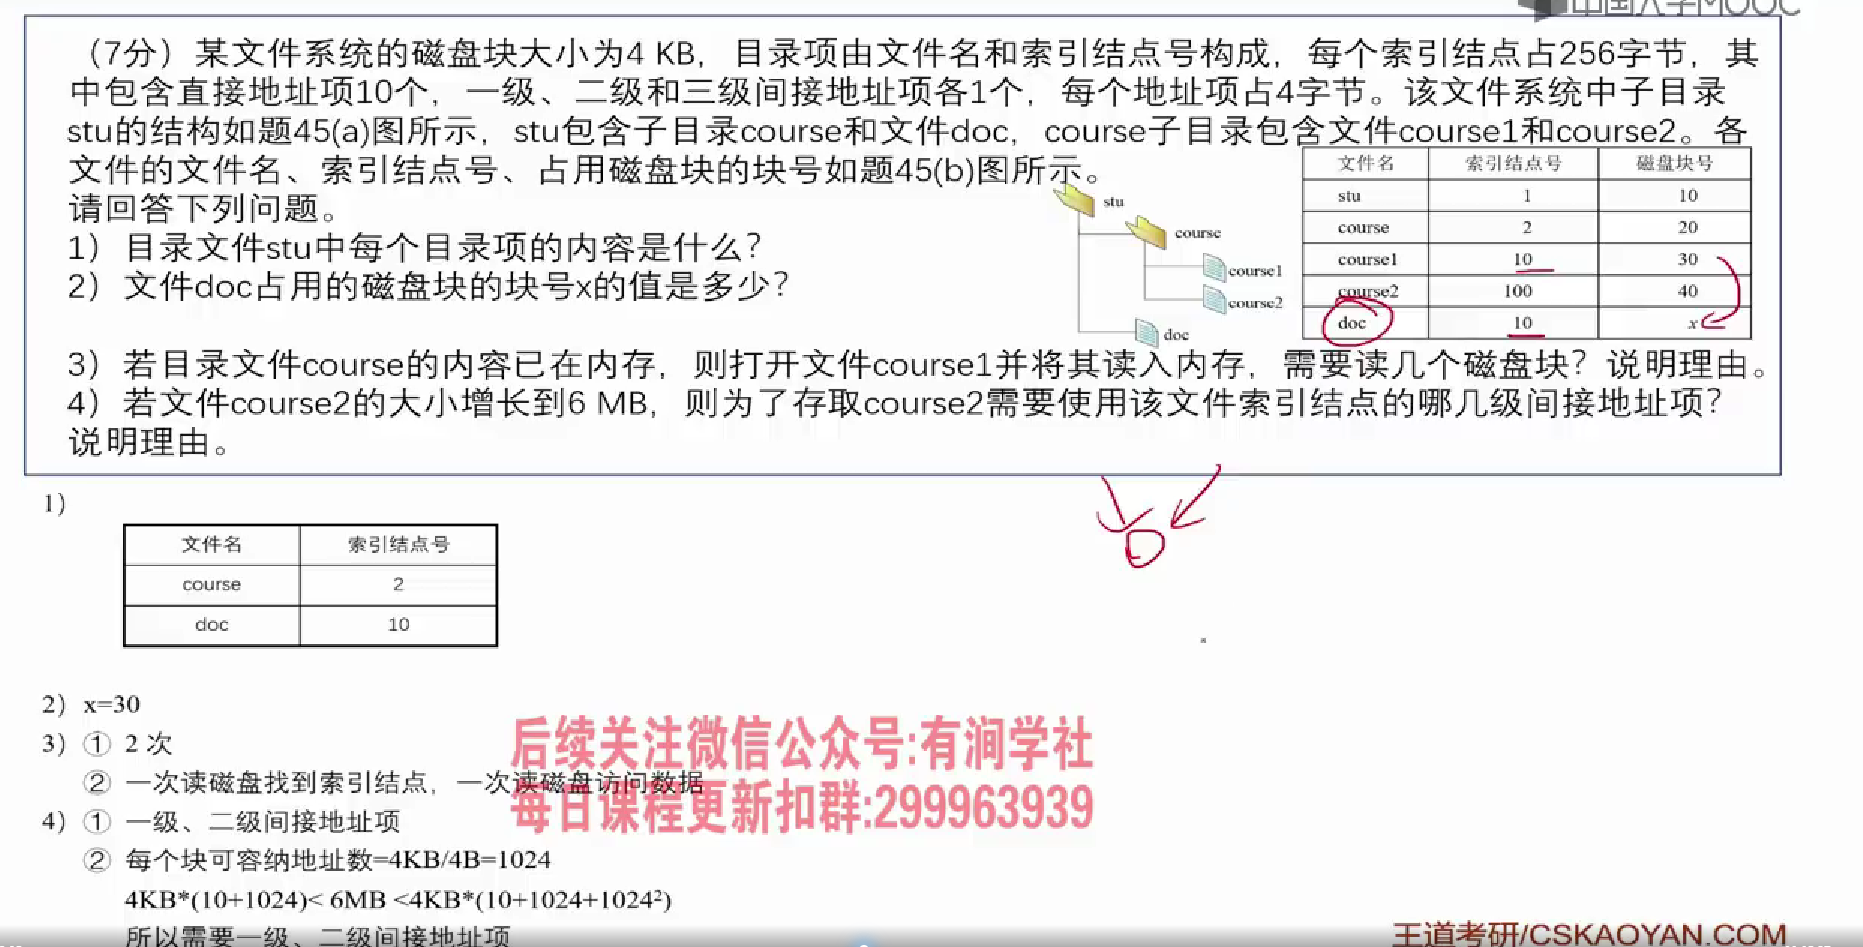 中国大学MOOC
（7分）某文件系统的磁盘块大小为4 KB，目录项由文件名和索引结点号构成，每个索引结点占256字节，其
中包含直接地址项10个，一级、二级和三级间接地址项各1个，每个地址项占4字节。该文件系统中子目录
stu的结构如题45(a)图所示，stu包含子目录course和文件doc，course子目录包含文件course1和course2。各
文件的文件名、索引结点号、占用磁盘块的块号如题45(b)图所示。
请回答下列问题。
1）目录文件stu中每个目录项的内容是什么？
2）文件doc占用的磁盘块的块号x的值是多少？
stu
course
course1
course2
doc
文件名 索引结点号 磁盘块号
stu 1 10
course 2 20
course1 10 30
course2 100 40
doc 10 x
3）若目录文件course的内容已在内存，则打开文件course1并将其读入内存，需要读几个磁盘块？说明理由。
4）若文件course2的大小增长到6 MB，则为了存取course2需要使用该文件索引结点的哪几级间接地址项？
说明理由。
1）
文件名 索引结点号
course 2
doc 10
2）x=30
3）① 2 次
② 一次读磁盘找到索引结点，一次读磁盘访问数据
4）① 一级、二级间接地址项
② 每个块可容纳地址数=4KB/4B=1024
4KB*(10+1024)< 6MB <4KB*(10+1024+1024²)
所以需要一级、二级间接地址项
后续关注微信公众号:有涧学社
每日课程更新扣群:299963939
王道考研/CSKAOYAN.COM